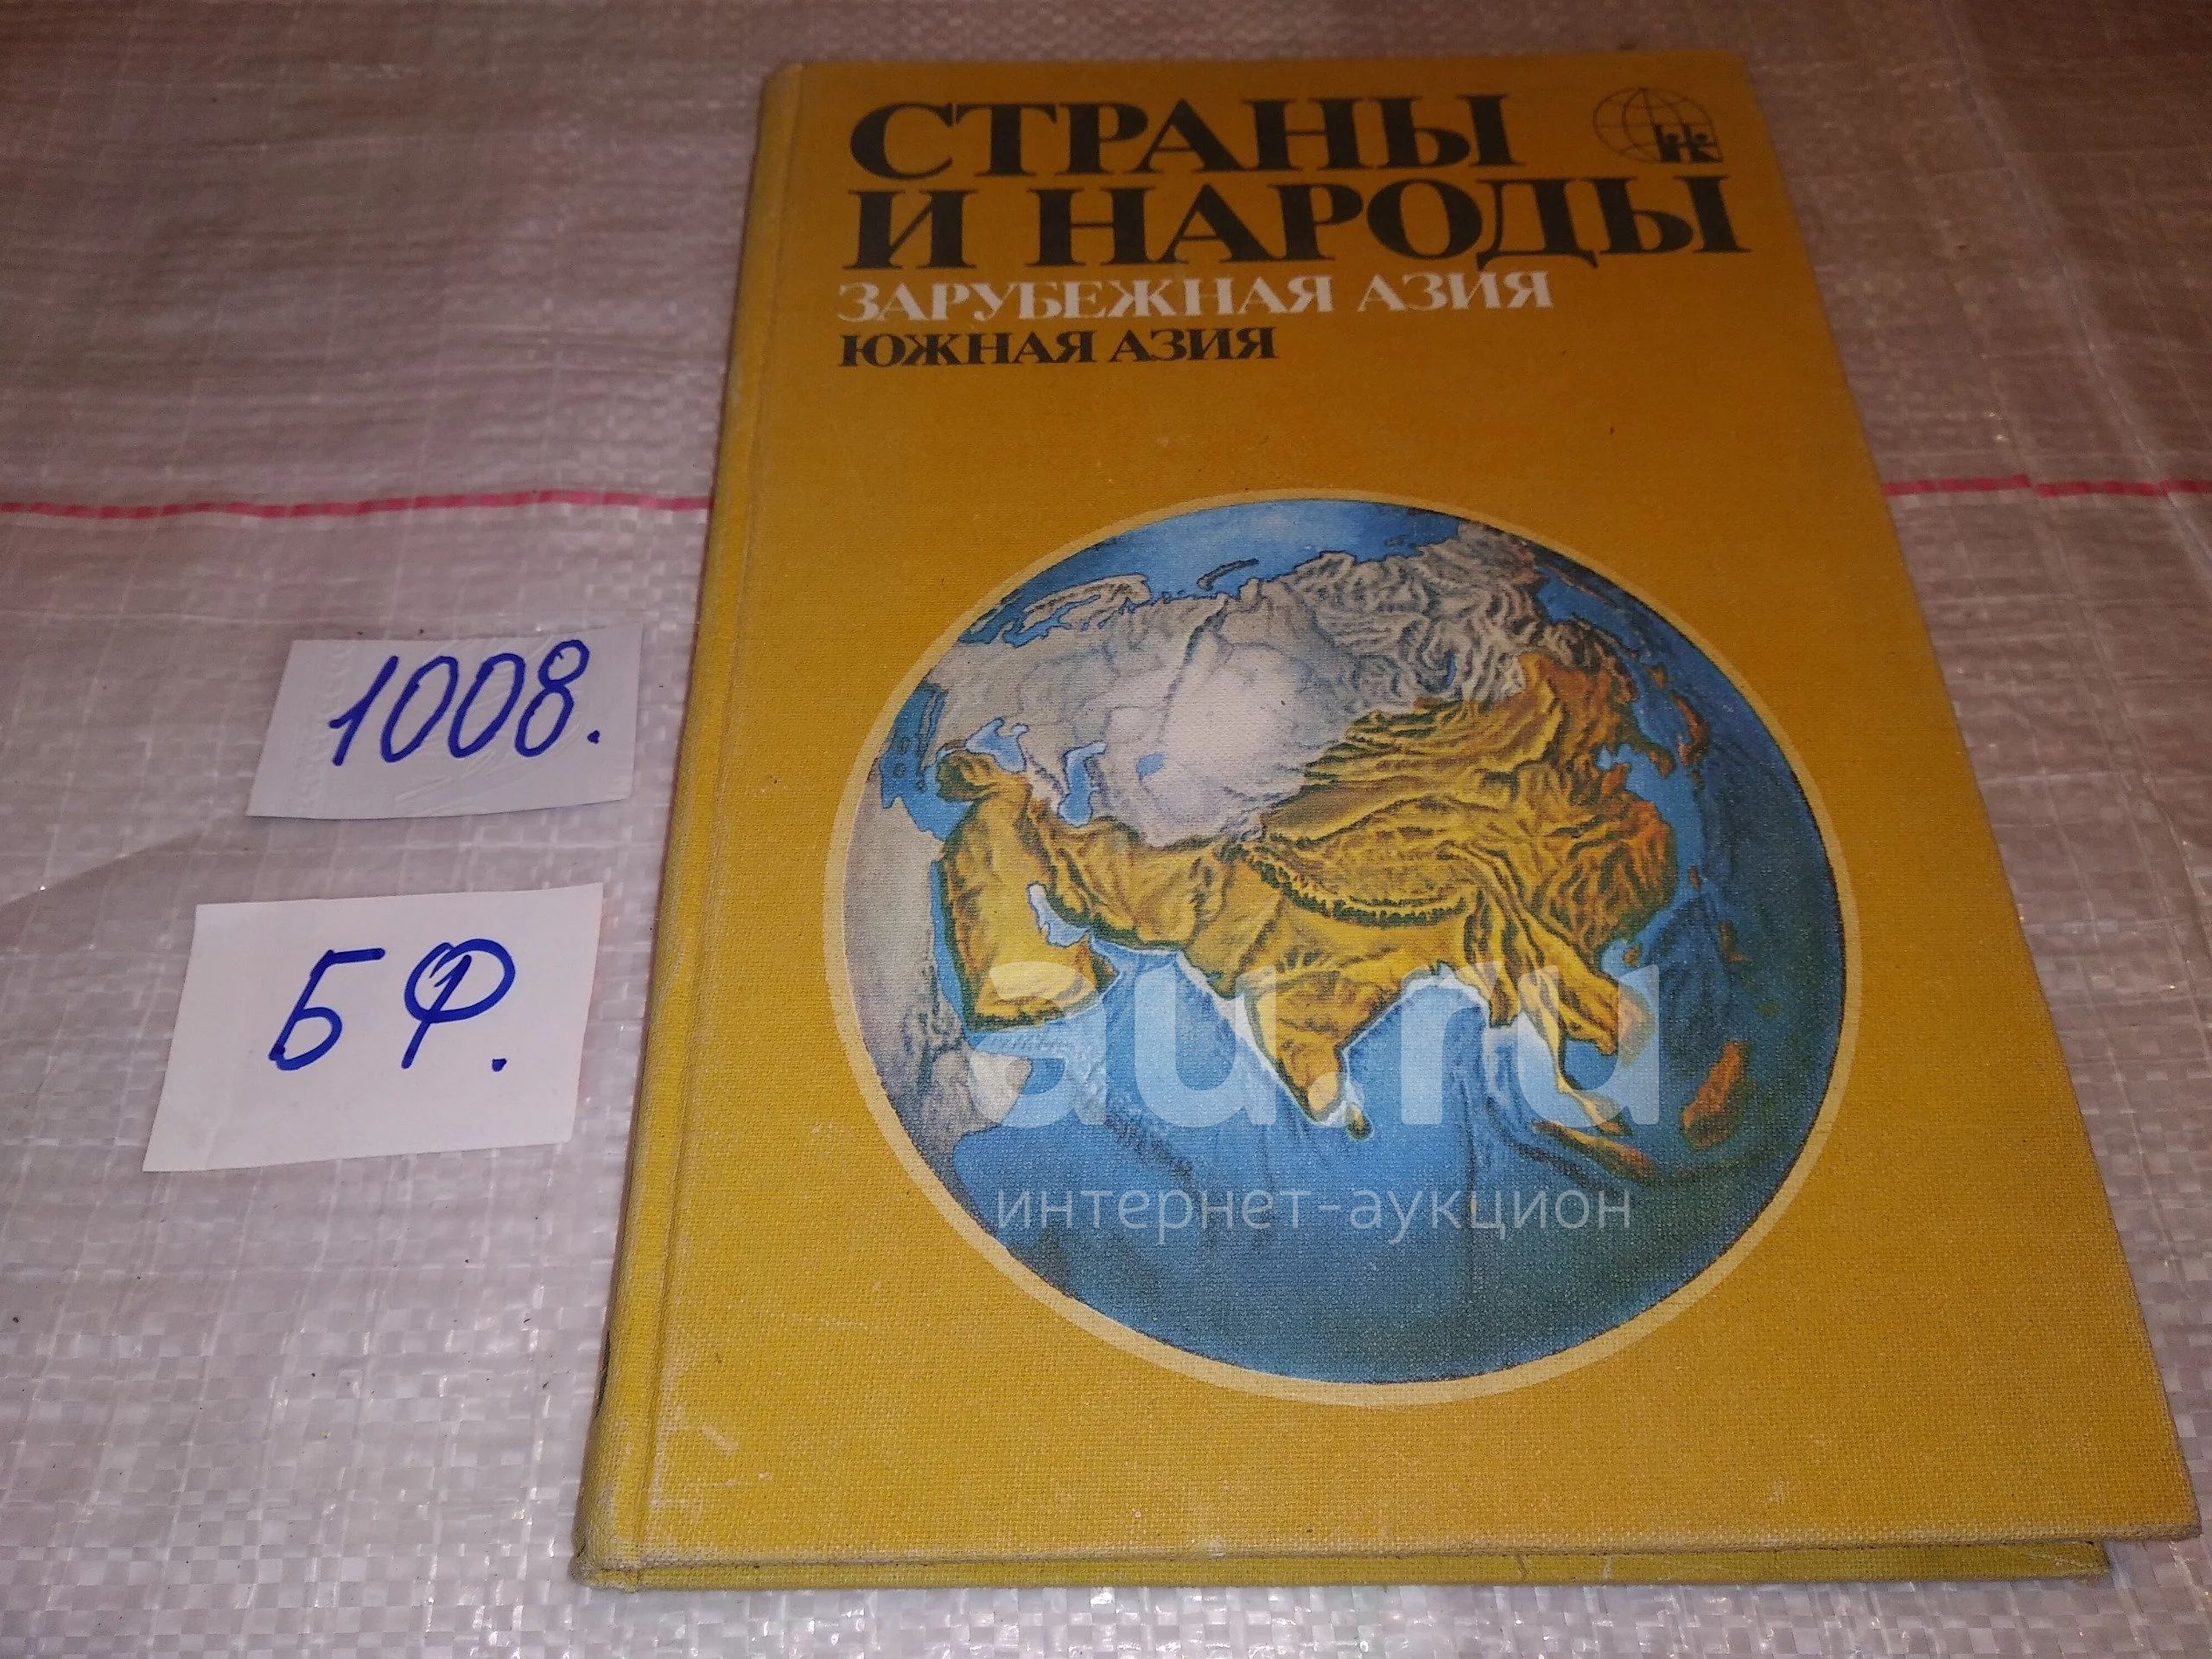 СТРАНЫ
И НАРОДЫ
ЗАРУБЕЖНАЯ АЗИЯ
ЮЖНАЯ АЗИЯ
1008.
БФ.
au.ru
интернет-аукцион